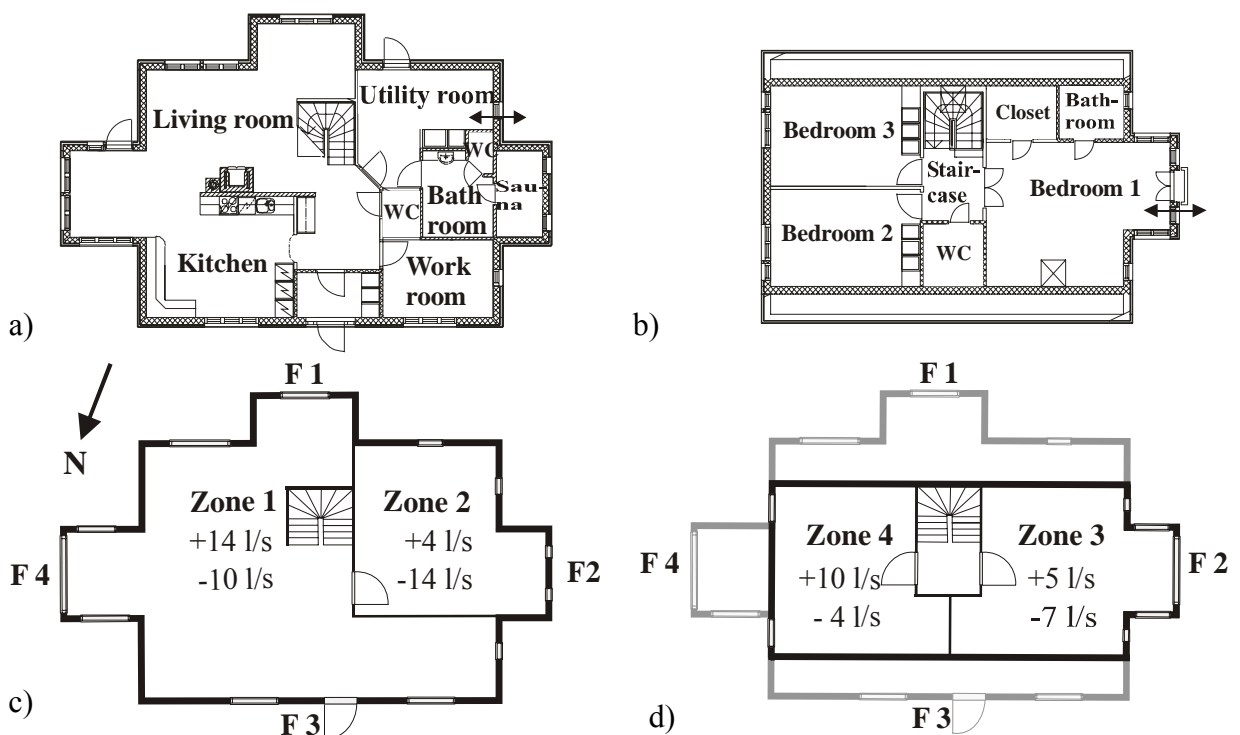 Utility room
Living room
WC
Bath
room
Sau-
na
WC
Kitchen
Work
room
a)
Closet
Bath-
room
Bedroom 3
Stair-
case
Bedroom 1
Bedroom 2
WC
b)
N
F 1
Zone 1
+14 l/s
-10 l/s
Zone 2
+4 l/s
-14 l/s
F 4
F2
F 3
c)
F 1
Zone 4
+10 l/s
- 4 l/s
Zone 3
+5 l/s
-7 l/s
F 4
F 2
F 3
d)